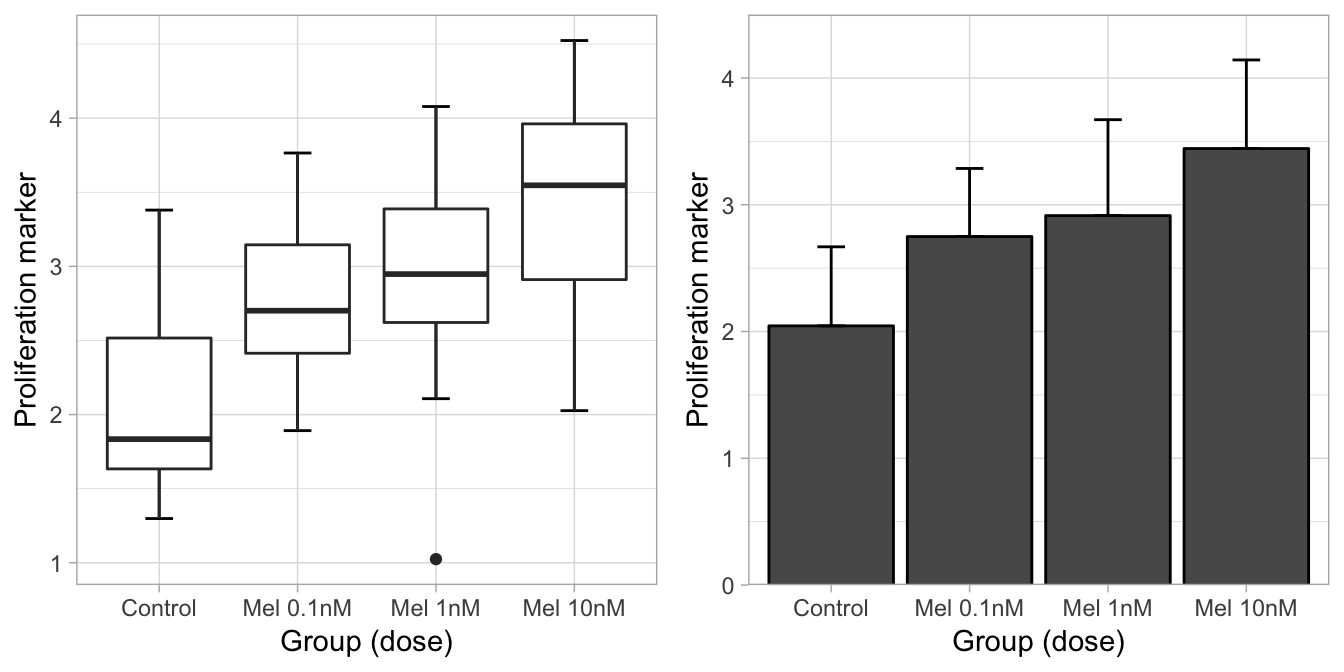 Proliferation marker
4
3
2
1
Control Mel 0.1nM Mel 1nM Mel 10nM
Group (dose)
Proliferation marker
4
3
2
1
0
Control Mel 0.1nM Mel 1nM Mel 10nM
Group (dose)